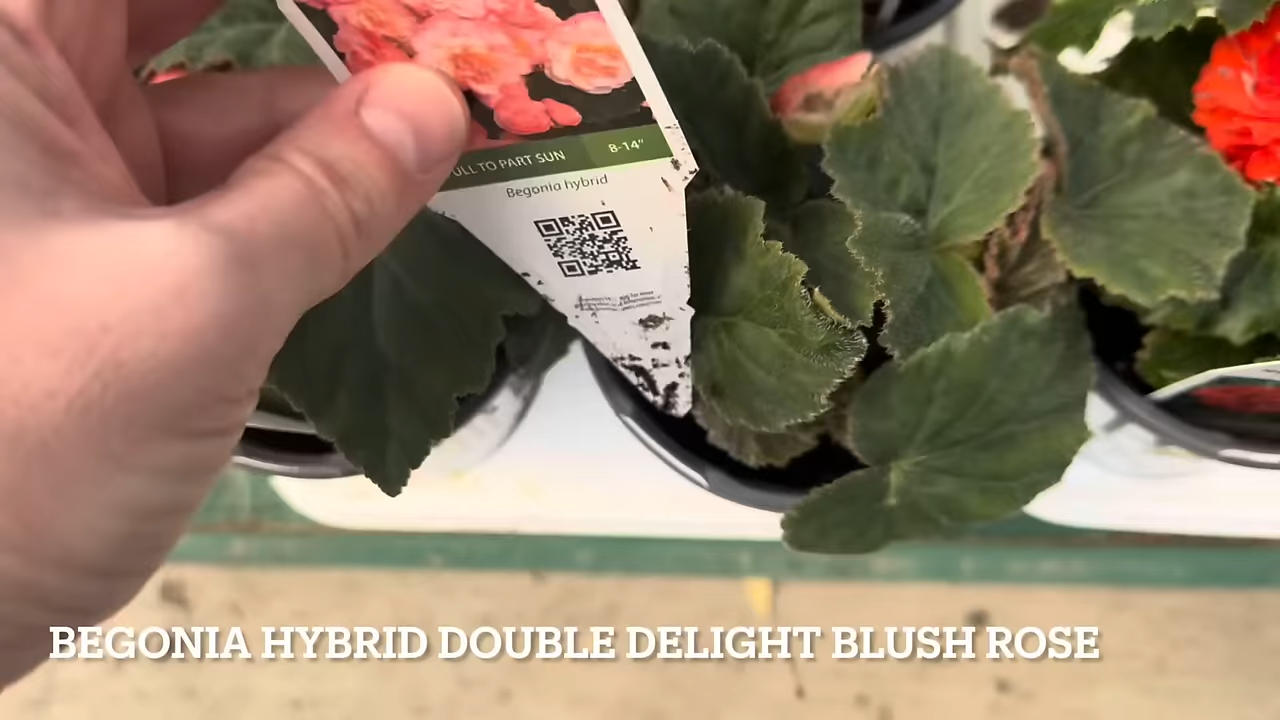 ULL TO PART SUN 8-14"
Begonia hybrid
BEGONIA HYBRID DOUBLE DELIGHT BLUSH ROSE